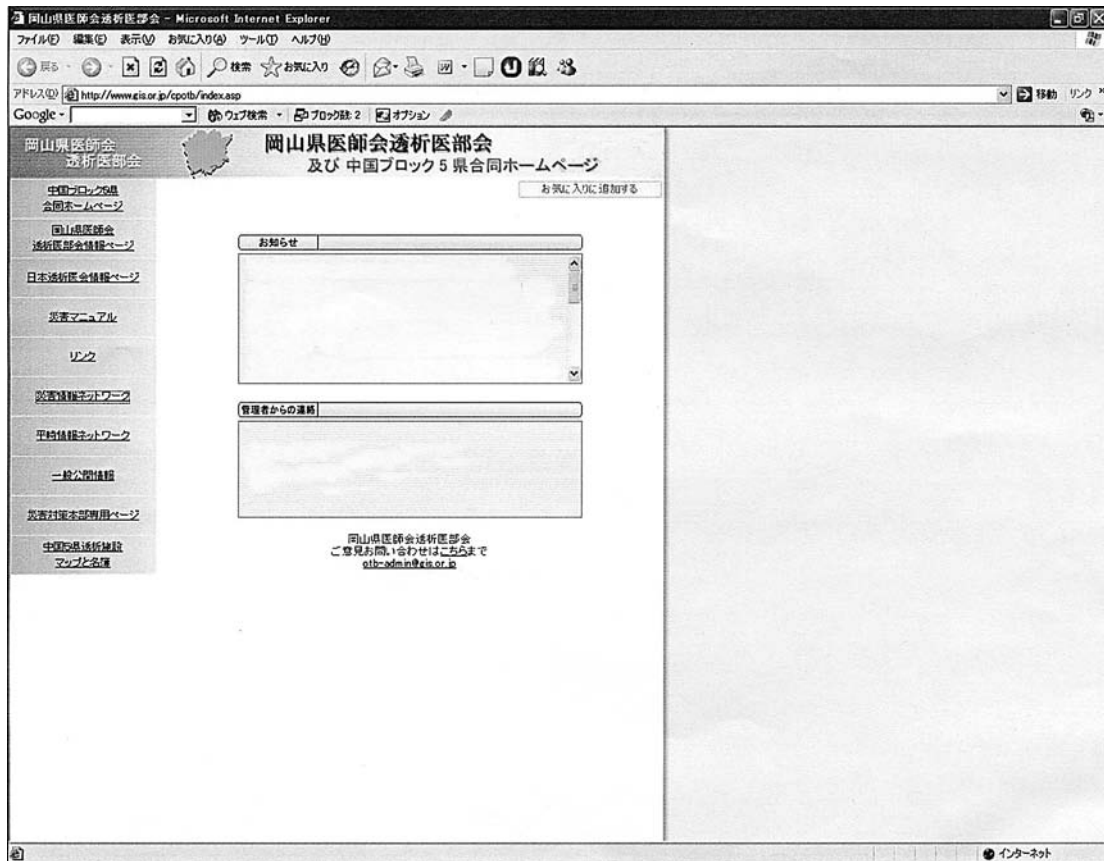 岡山県医師会透析医部会 - Microsoft Internet Explorer
ファイル(F) 編集(E) 表示(V) お気に入り(A) ツール(T) ヘルプ(H)
戻る 検索 お気に入り
アドレス(D) http://www.gis.or.jp/cpotb/index.asp 移動 リンク »
Google - ウェブ検索 ブロック数: 2 オプション
岡山県医師会
透析医部会
岡山県医師会透析医部会
及び 中国ブロック5県合同ホームページ
お気に入りに追加する
中国ブロック5県
合同ホームページ
岡山県医師会
透析医部会情報ページ
日本透析医会情報ページ
災害マニュアル
リンク
災害情報ネットワーク
平時情報ネットワーク
一般公開情報
災害対策本部専用ページ
中国5県透析施設
マップと名簿
お知らせ
管理者からの連絡
岡山県医師会透析医部会
ご意見お問い合わせはこちらまで
otb-admin@gis.or.jp
インターネット